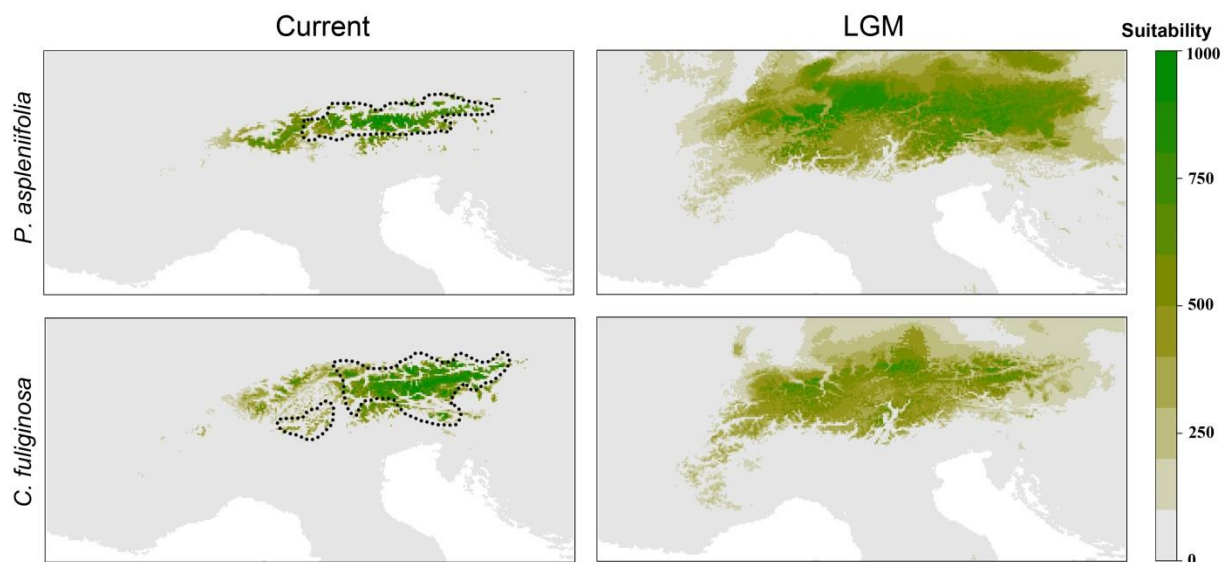 Current
LGM
Suitability
P. aspleniifolia
C. fuliginosa
1000
750
500
250
0